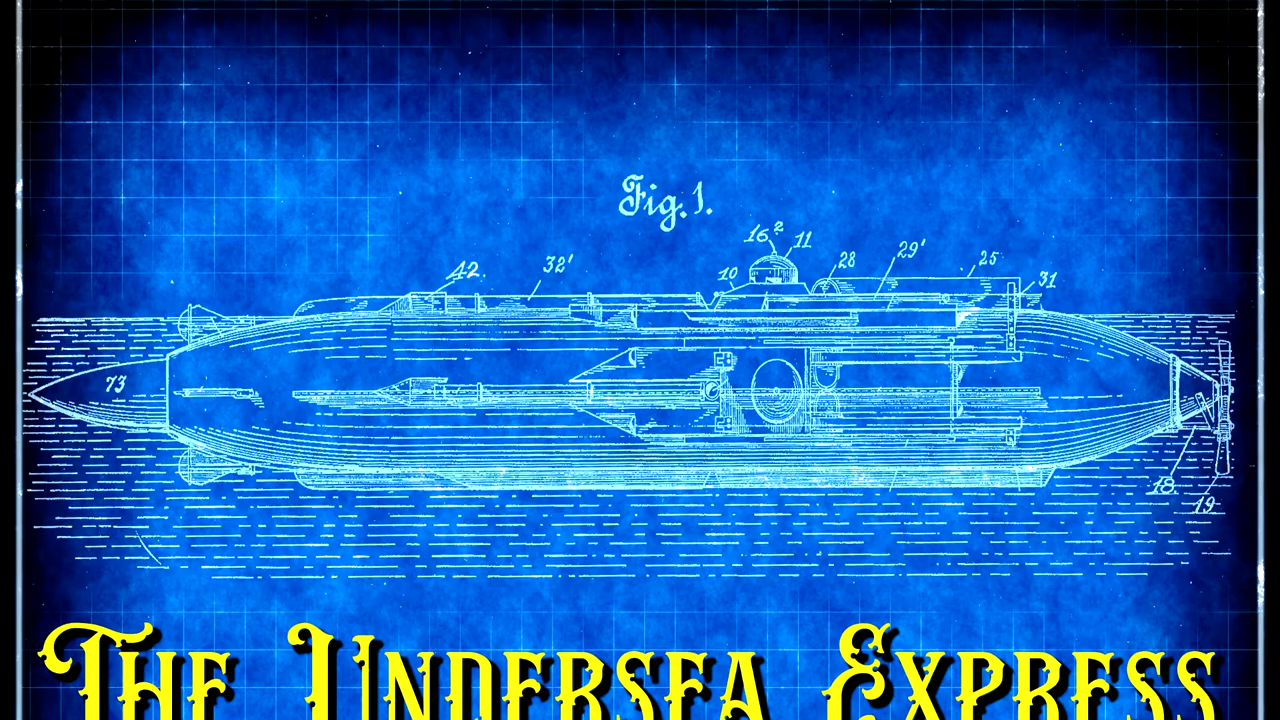 Fig. 1.
16² 11
42. 32' 10 28 29' 25 31
73
18.
19
The Undersea Express